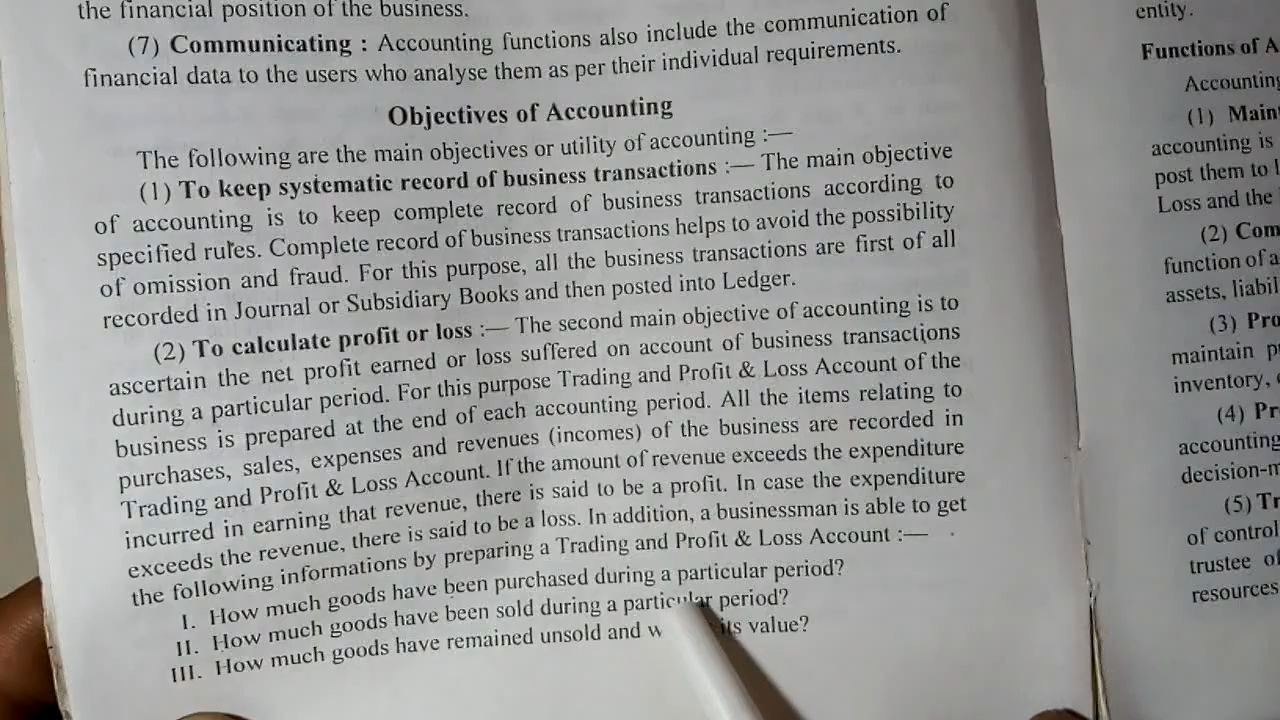 the financial position of the business.
(7) Communicating : Accounting functions also include the communication of
financial data to the users who analyse them as per their individual requirements.
Objectives of Accounting
The following are the main objectives or utility of accounting :—
(1) To keep systematic record of business transactions :— The main objective
of accounting is to keep complete record of business transactions according to
specified rules. Complete record of business transactions helps to avoid the possibility
of omission and fraud. For this purpose, all the business transactions are first of all
recorded in Journal or Subsidiary Books and then posted into Ledger.
(2) To calculate profit or loss :— The second main objective of accounting is to
ascertain the net profit earned or loss suffered on account of business transactions
during a particular period. For this purpose Trading and Profit & Loss Account of the
business is prepared at the end of each accounting period. All the items relating to
purchases, sales, expenses and revenues (incomes) of the business are recorded in
Trading and Profit & Loss Account. If the amount of revenue exceeds the expenditure
incurred in earning that revenue, there is said to be a profit. In case the expenditure
exceeds the revenue, there is said to be a loss. In addition, a businessman is able to get
the following informations by preparing a Trading and Profit & Loss Account :—
I. How much goods have been purchased during a particular period?
II. How much goods have been sold during a particular period?
III. How much goods have remained unsold and its value?
entity.
Functions of
Accounting
(1)
accounting is
post them to
Loss and the
(2)
function of
assets,
(3)
maintain
inventory,
(4)
accounting
(5)
of control
trustee
resources